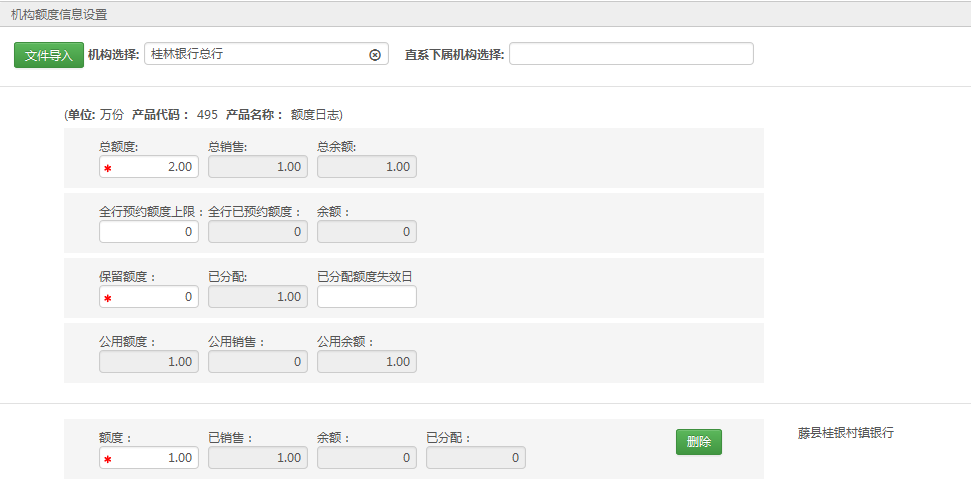 机构额度信息设置
文件导入 机构选择: 桂林银行总行 直系下属机构选择:
(单位: 万份 产品代码： 495 产品名称： 额度日志)
总额度: 总销售: 总余额:
* 2.00 1.00 1.00
全行预约额度上限： 全行已预约额度： 余额：
0 0 0
保留额度： 已分配: 已分配额度失效日
* 0 1.00
公用额度： 公用销售： 公用余额：
1.00 0 1.00
额度： 已销售： 余额： 已分配：
* 1.00 1.00 0 0
删除
藤县桂银村镇银行